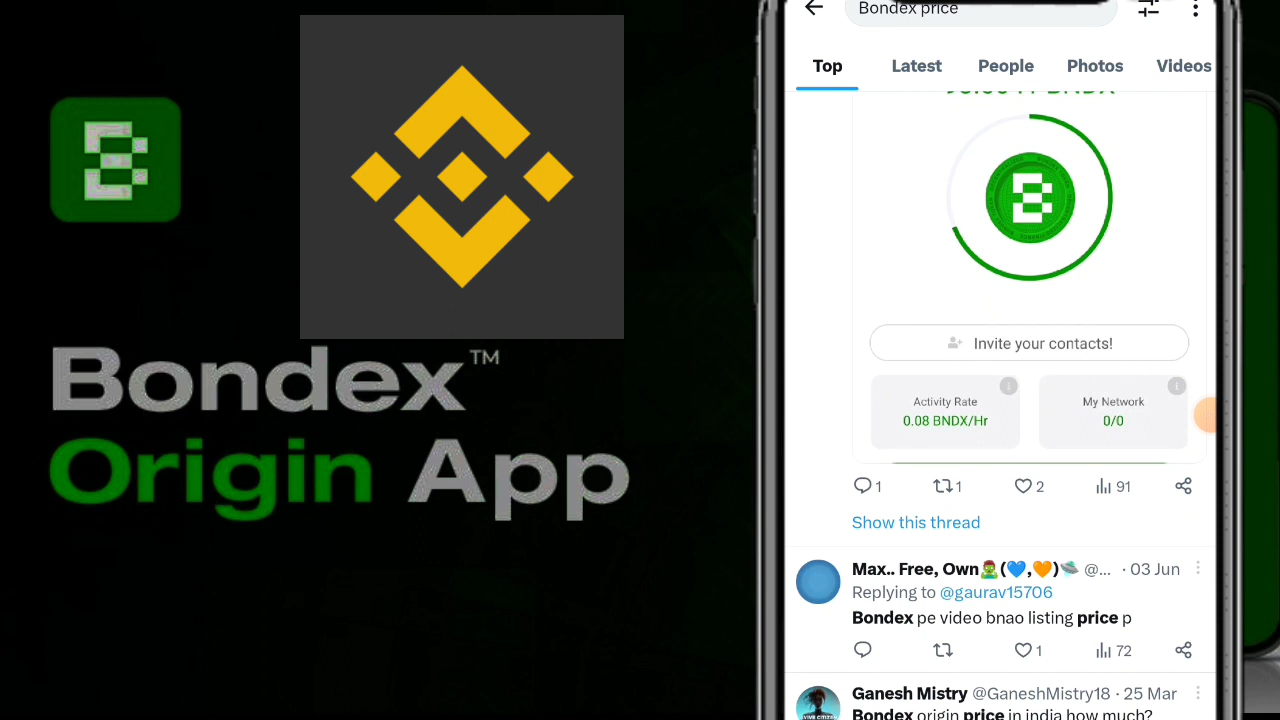 Bondex™
Origin App
Bondex price
Top Latest People Photos Videos
Invite your contacts!
Activity Rate
0.08 BNDX/Hr
My Network
0/0
1 1 2 91
Show this thread
Max.. Free, Own🧟‍♂️(💙,🧡)🛸 @... · 03 Jun
Replying to @gaurav15706
Bondex pe video bnao listing price p
1 72
Ganesh Mistry @GaneshMistry18 · 25 Mar
Bondex origin price in india how much?